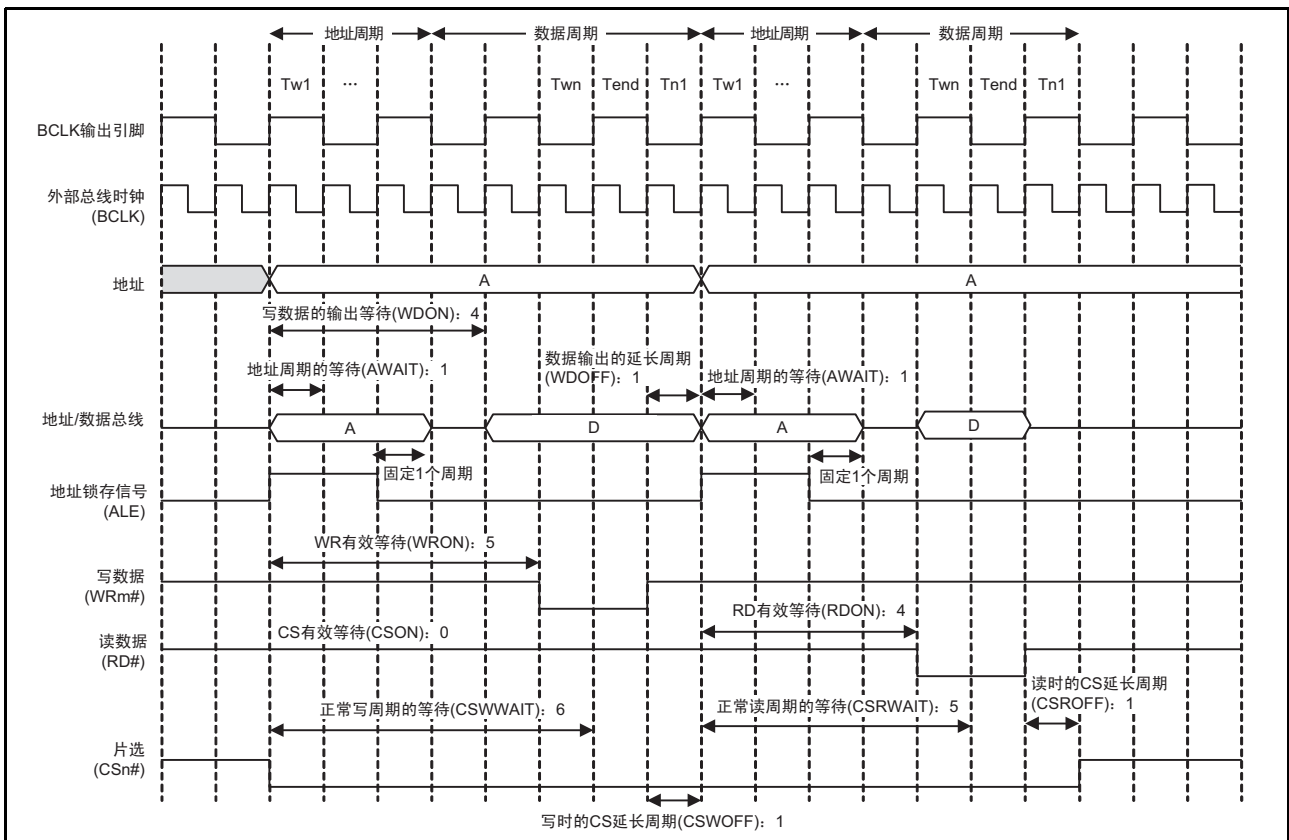 地址周期 数据周期 地址周期 数据周期
Tw1 … Twn Tend Tn1 Tw1 … Twn Tend Tn1
BCLK输出引脚
外部总线时钟
(BCLK)
地址
A A
写数据的输出等待(WDON)：4
地址周期的等待(AWAIT)：1
数据输出的延长周期
(WDOFF)：1
地址周期的等待(AWAIT)：1
地址/数据总线
A D A D
固定1个周期 固定1个周期
地址锁存信号
(ALE)
WR有效等待(WRON)：5
写数据
(WRm#)
RD有效等待(RDON)：4
CS有效等待(CSON)：0
读数据
(RD#)
读时的CS延长周期
(CSROFF)：1
正常写周期的等待(CSWWAIT)：6
正常读周期的等待(CSRWAIT)：5
片选
(CSn#)
写时的CS延长周期(CSWOFF)：1